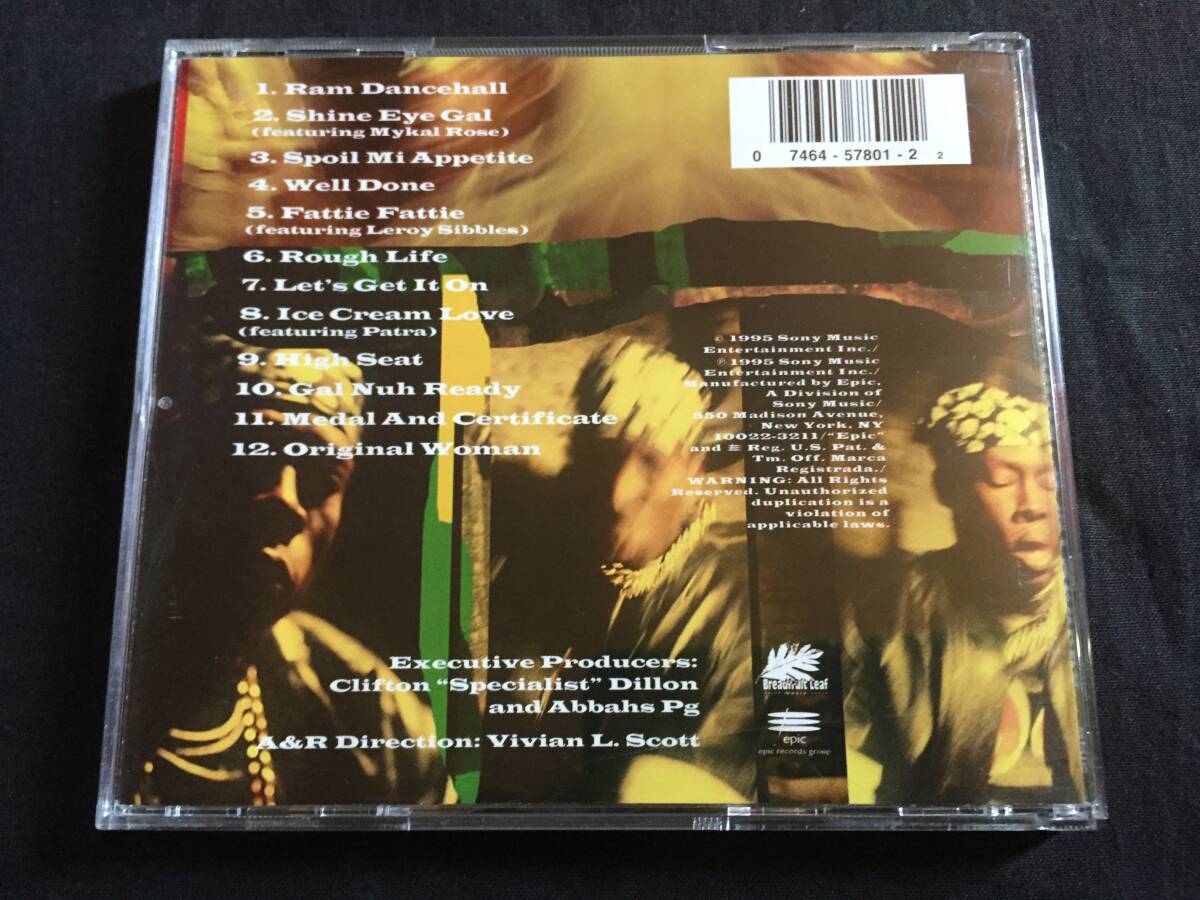 1. Ram Dancehall
2. Shine Eye Gal
(featuring Mykal Rose)
3. Spoil Mi Appetite
4. Well Done
5. Fattie Fattie
(featuring Leroy Sibbles)
6. Rough Life
7. Let's Get It On
8. Ice Cream Love
(featuring Patra)
9. High Seat
10. Gal Nuh Ready
11. Medal And Certificate
12. Original Woman
0 7464 - 57801 - 2 2
© 1995 Sony Music
Entertainment Inc./
℗ 1995 Sony Music
Entertainment Inc./
Manufactured by Epic,
A Division of
Sony Music/
550 Madison Avenue,
New York, NY
10022-3211/"Epic"
and Reg. U.S. Pat. &
Tm. Off. Marca
Registrada./
WARNING: All Rights
Reserved. Unauthorized
duplication is a
violation of
applicable laws.
Executive Producers:
Clifton "Specialist" Dillon
and Abbahs Pg
A&R Direction: Vivian L. Scott
Breadfruit Leaf
epic
epic records group